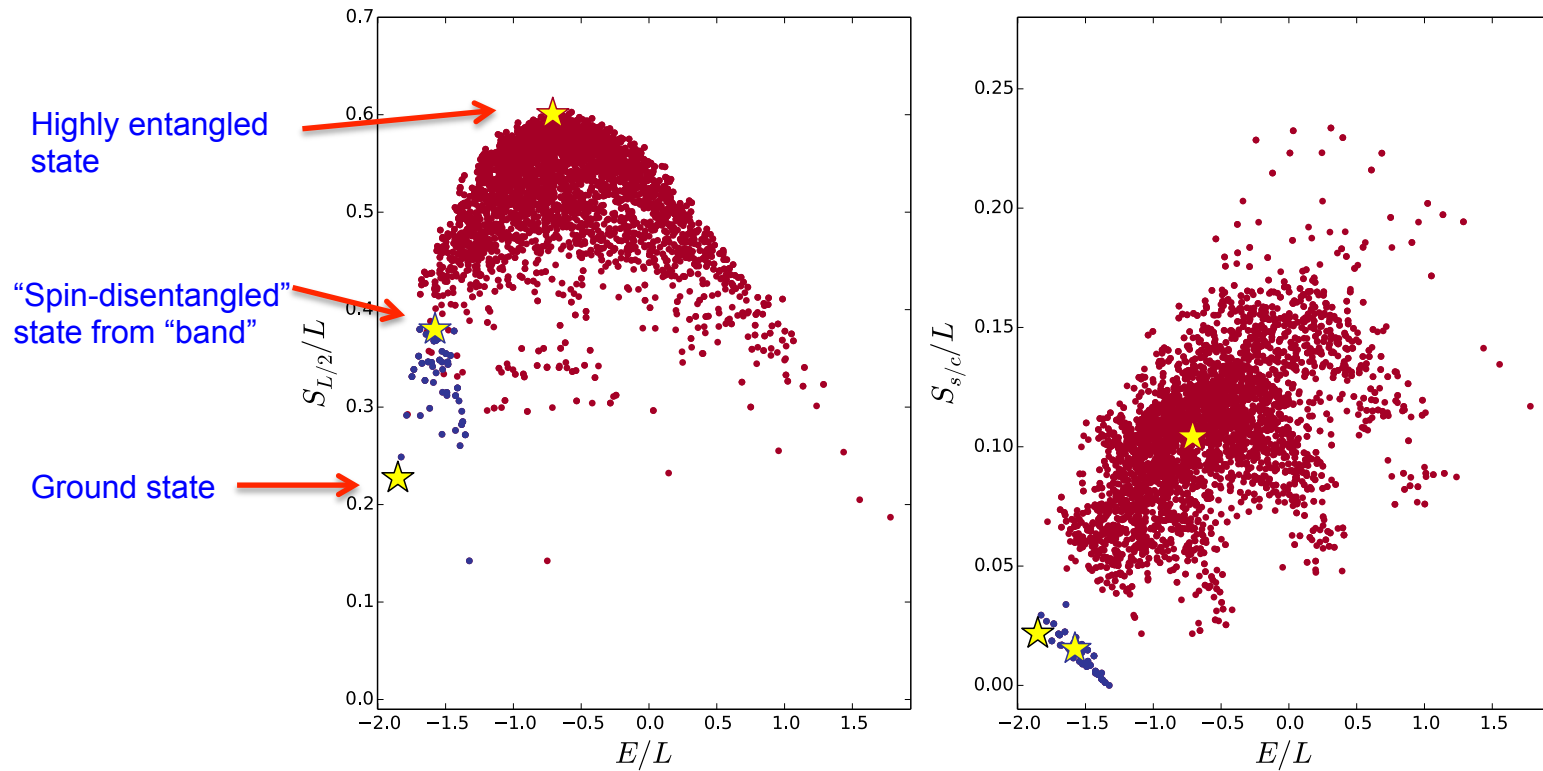 Highly entangled
state
“Spin-disentangled”
state from “band”
Ground state
0.7
0.6
0.5
0.4
0.3
0.2
0.1
0.0
S_{L/2}/L
−2.0 −1.5 −1.0 −0.5 0.0 0.5 1.0 1.5
E/L
0.25
0.20
0.15
0.10
0.05
0.00
S_{s/c}/L
−2.0 −1.5 −1.0 −0.5 0.0 0.5 1.0 1.5
E/L